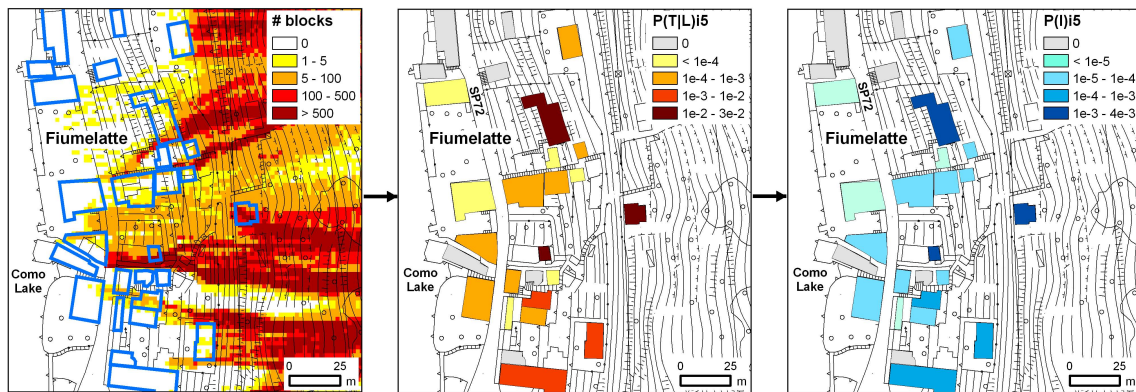 # blocks
0
1 - 5
5 - 100
100 - 500
> 500
Fiumelatte
Como
Lake
0 25
m
P(T|L)i5
0
< 1e-4
1e-4 - 1e-3
1e-3 - 1e-2
1e-2 - 3e-2
SP72
Fiumelatte
Como
Lake
0 25
m
P(I)i5
0
< 1e-5
1e-5 - 1e-4
1e-4 - 1e-3
1e-3 - 4e-3
SP72
Fiumelatte
Como
Lake
0 25
m